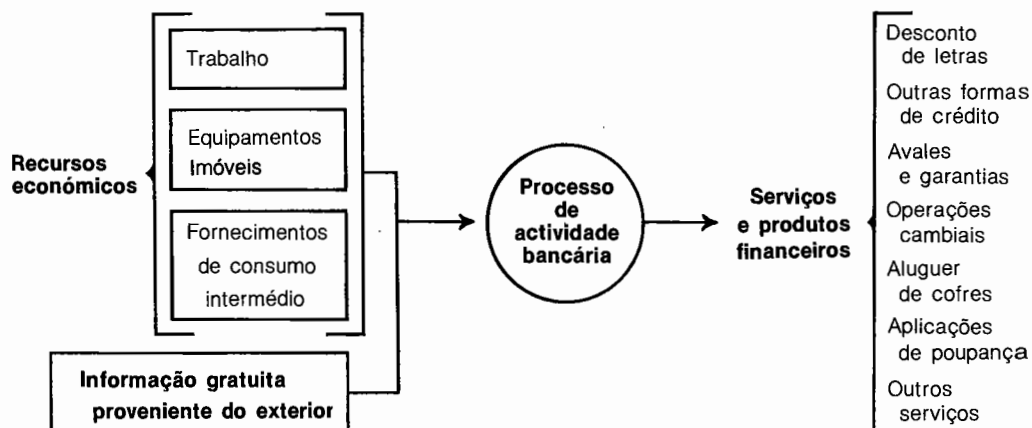 Recursos
económicos
Trabalho
Equipamentos
Imóveis
Fornecimentos
de consumo
intermédio
Informação gratuita
proveniente do exterior
Processo
de
actividade
bancária
Serviços
e produtos
financeiros
Desconto
de letras
Outras formas
de crédito
Avales
e garantias
Operações
cambiais
Aluguer
de cofres
Aplicações
de poupança
Outros
serviços